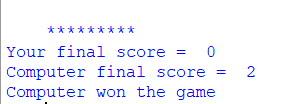 *********
Your final score =  0
Computer final score =  2
Computer won the game